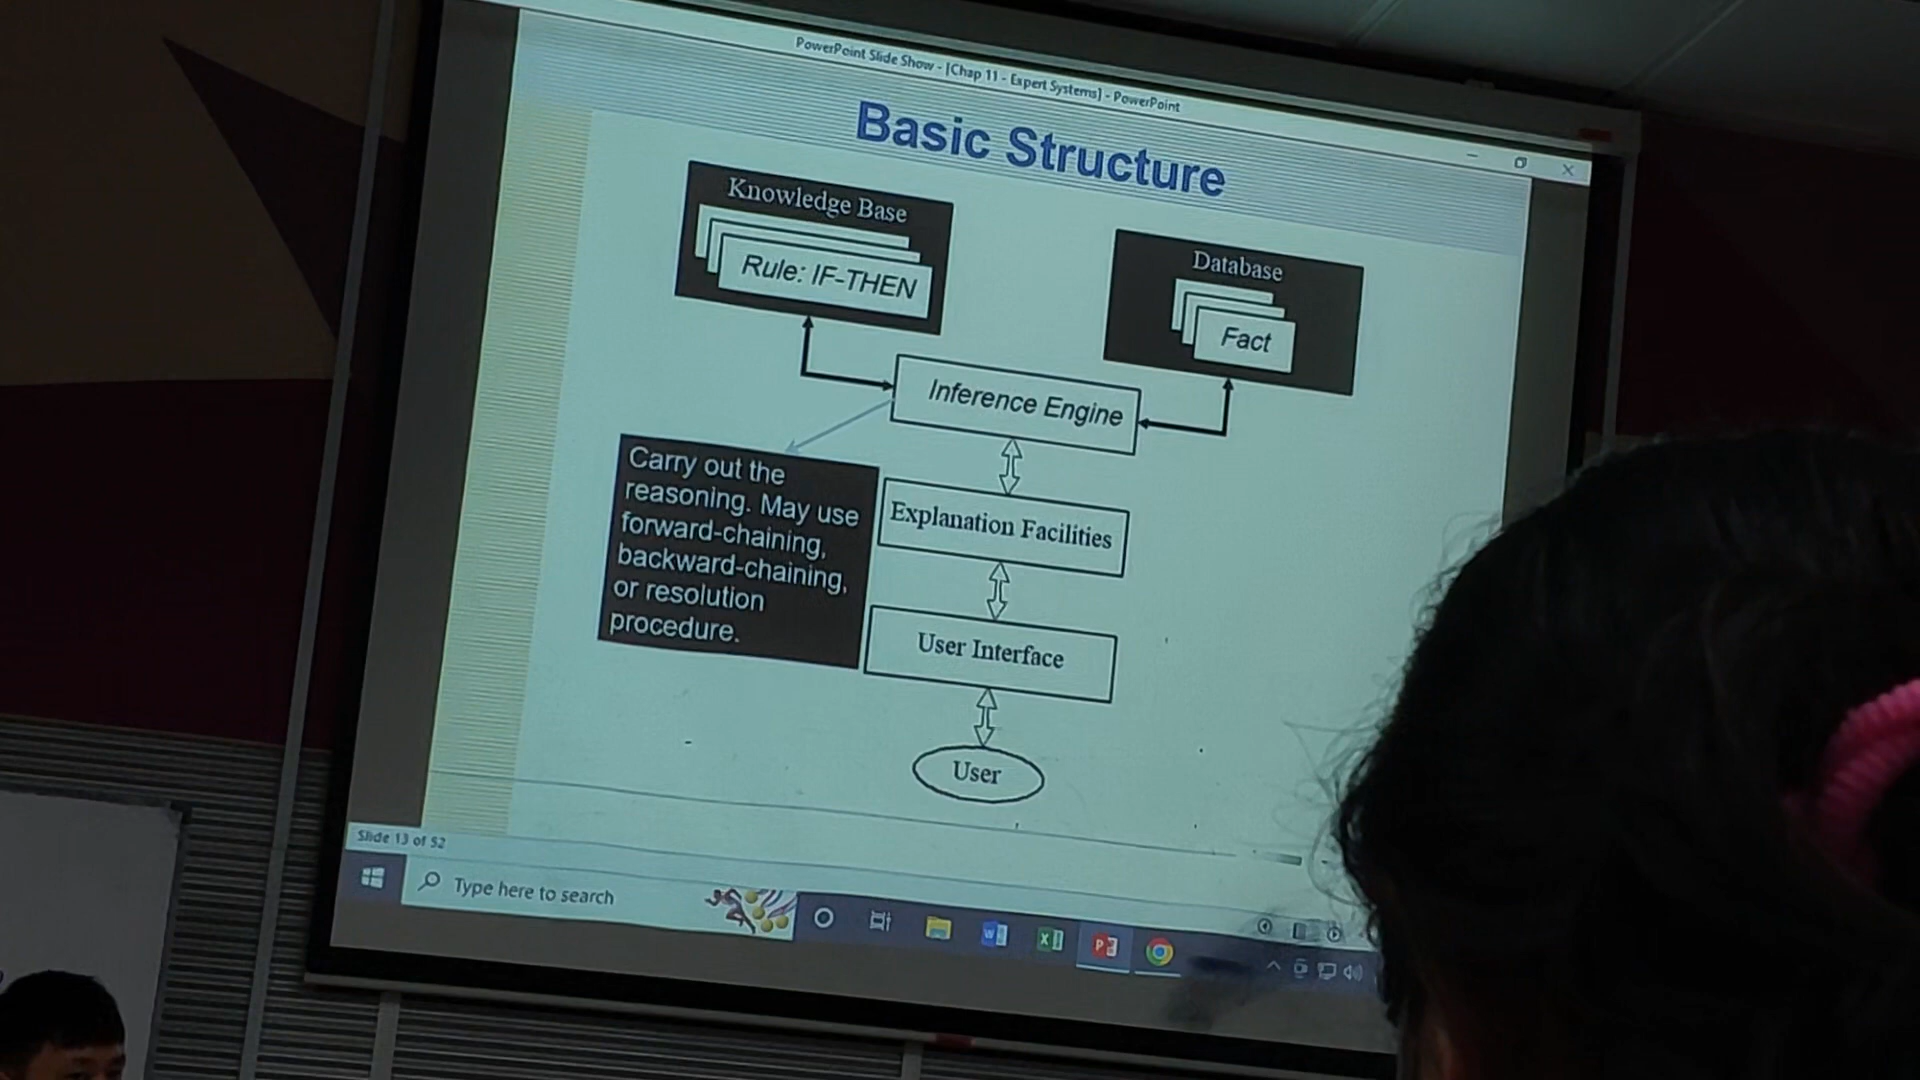 PowerPoint Slide Show - [Chap 11 - Expert Systems] - PowerPoint
Basic Structure
Knowledge Base
Rule: IF-THEN
Database
Fact
Inference Engine
Carry out the
reasoning. May use
forward-chaining,
backward-chaining,
or resolution
procedure.
Explanation Facilities
User Interface
User
Slide 13 of 52
Type here to search